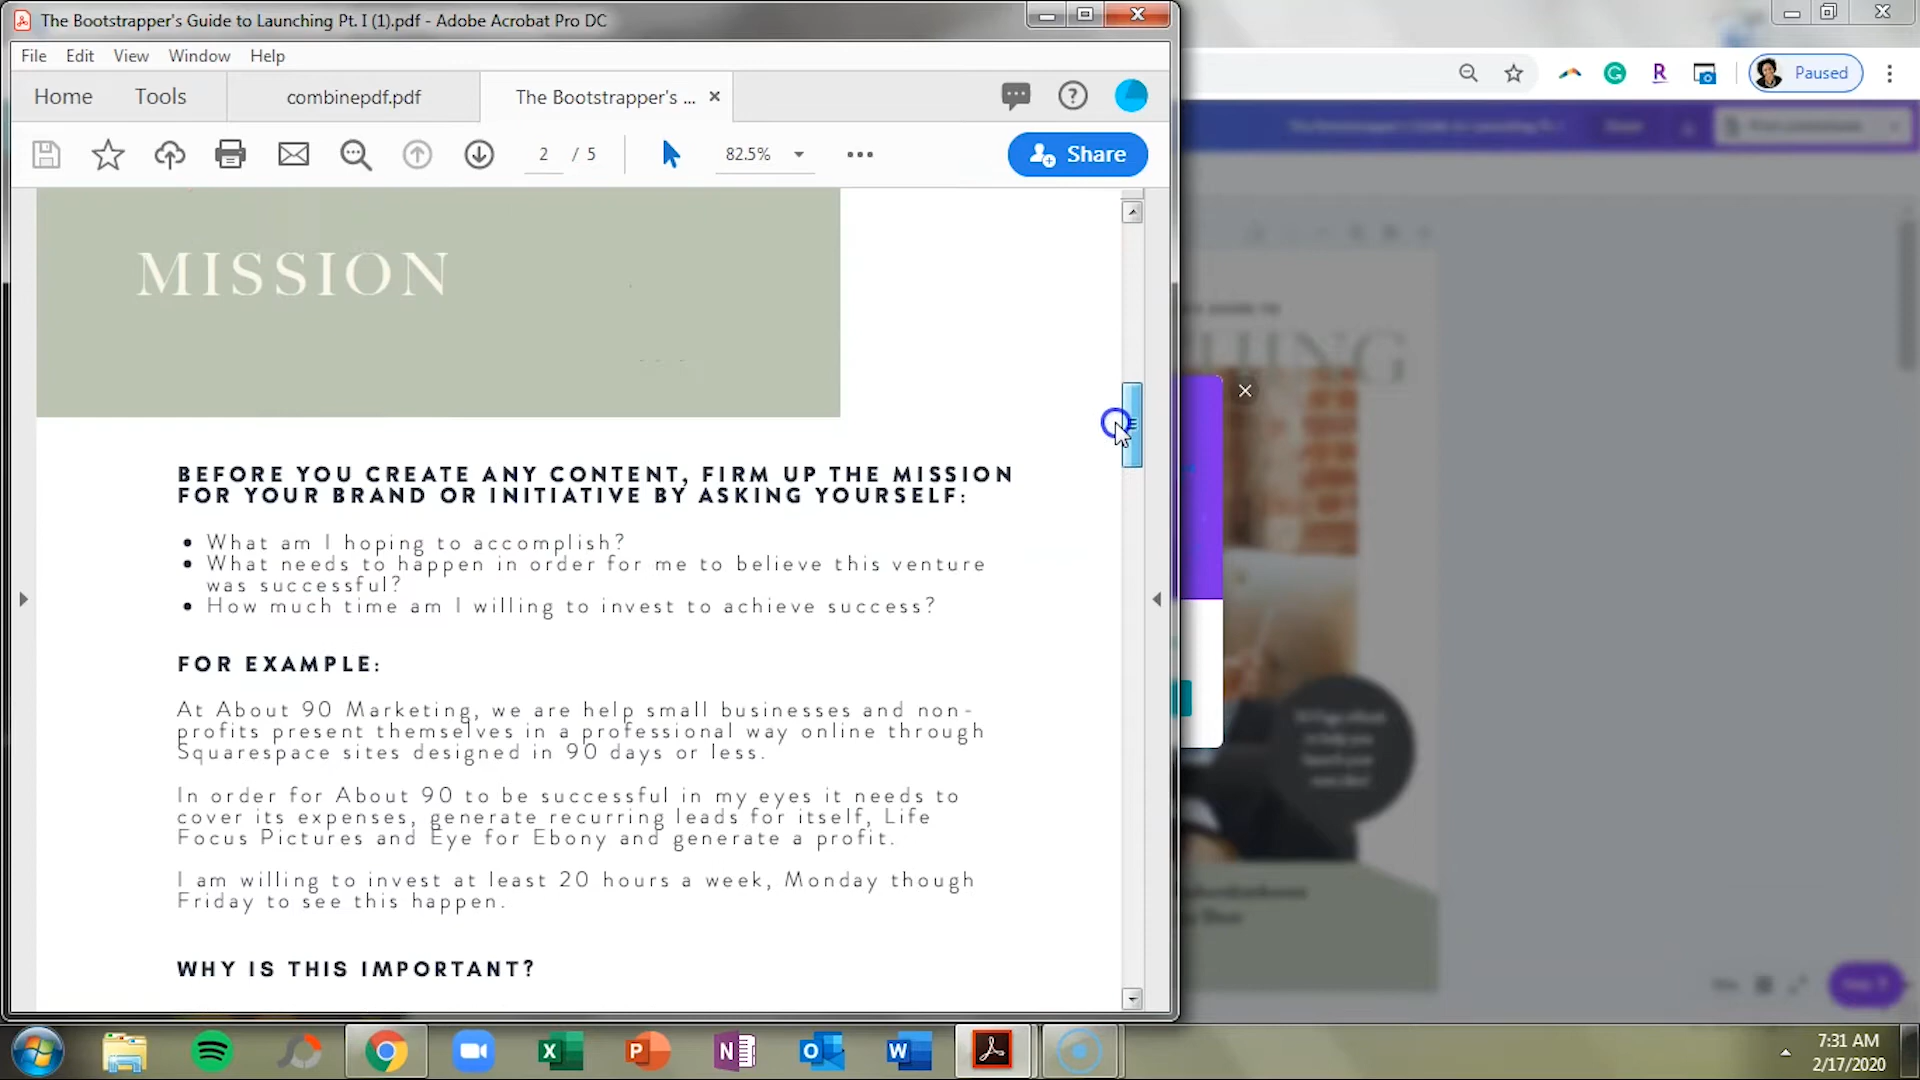 The Bootstrapper's Guide to Launching Pt. I (1).pdf - Adobe Acrobat Pro DC
File Edit View Window Help
Home Tools combinepdf.pdf The Bootstrapper's ...
2 / 5 82.5% Share
Paused
MISSION
BEFORE YOU CREATE ANY CONTENT, FIRM UP THE MISSION
FOR YOUR BRAND OR INITIATIVE BY ASKING YOURSELF:
• What am I hoping to accomplish?
• What needs to happen in order for me to believe this venture
was successful?
• How much time am I willing to invest to achieve success?
FOR EXAMPLE:
At About 90 Marketing, we are help small businesses and non-
profits present themselves in a professional way online through
Squarespace sites designed in 90 days or less.
In order for About 90 to be successful in my eyes it needs to
cover its expenses, generate recurring leads for itself, Life
Focus Pictures and Eye for Ebony and generate a profit.
I am willing to invest at least 20 hours a week, Monday though
Friday to see this happen.
WHY IS THIS IMPORTANT?
7:31 AM
2/17/2020